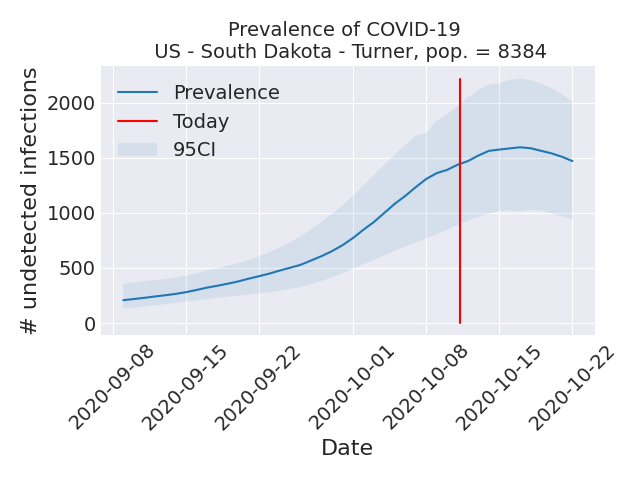 Prevalence of COVID-19
US - South Dakota - Turner, pop. = 8384
# undetected infections
2000
1500
1000
500
0
Prevalence
Today
95CI
2020-09-08
2020-09-15
2020-09-22
2020-10-01
2020-10-08
2020-10-15
2020-10-22
Date